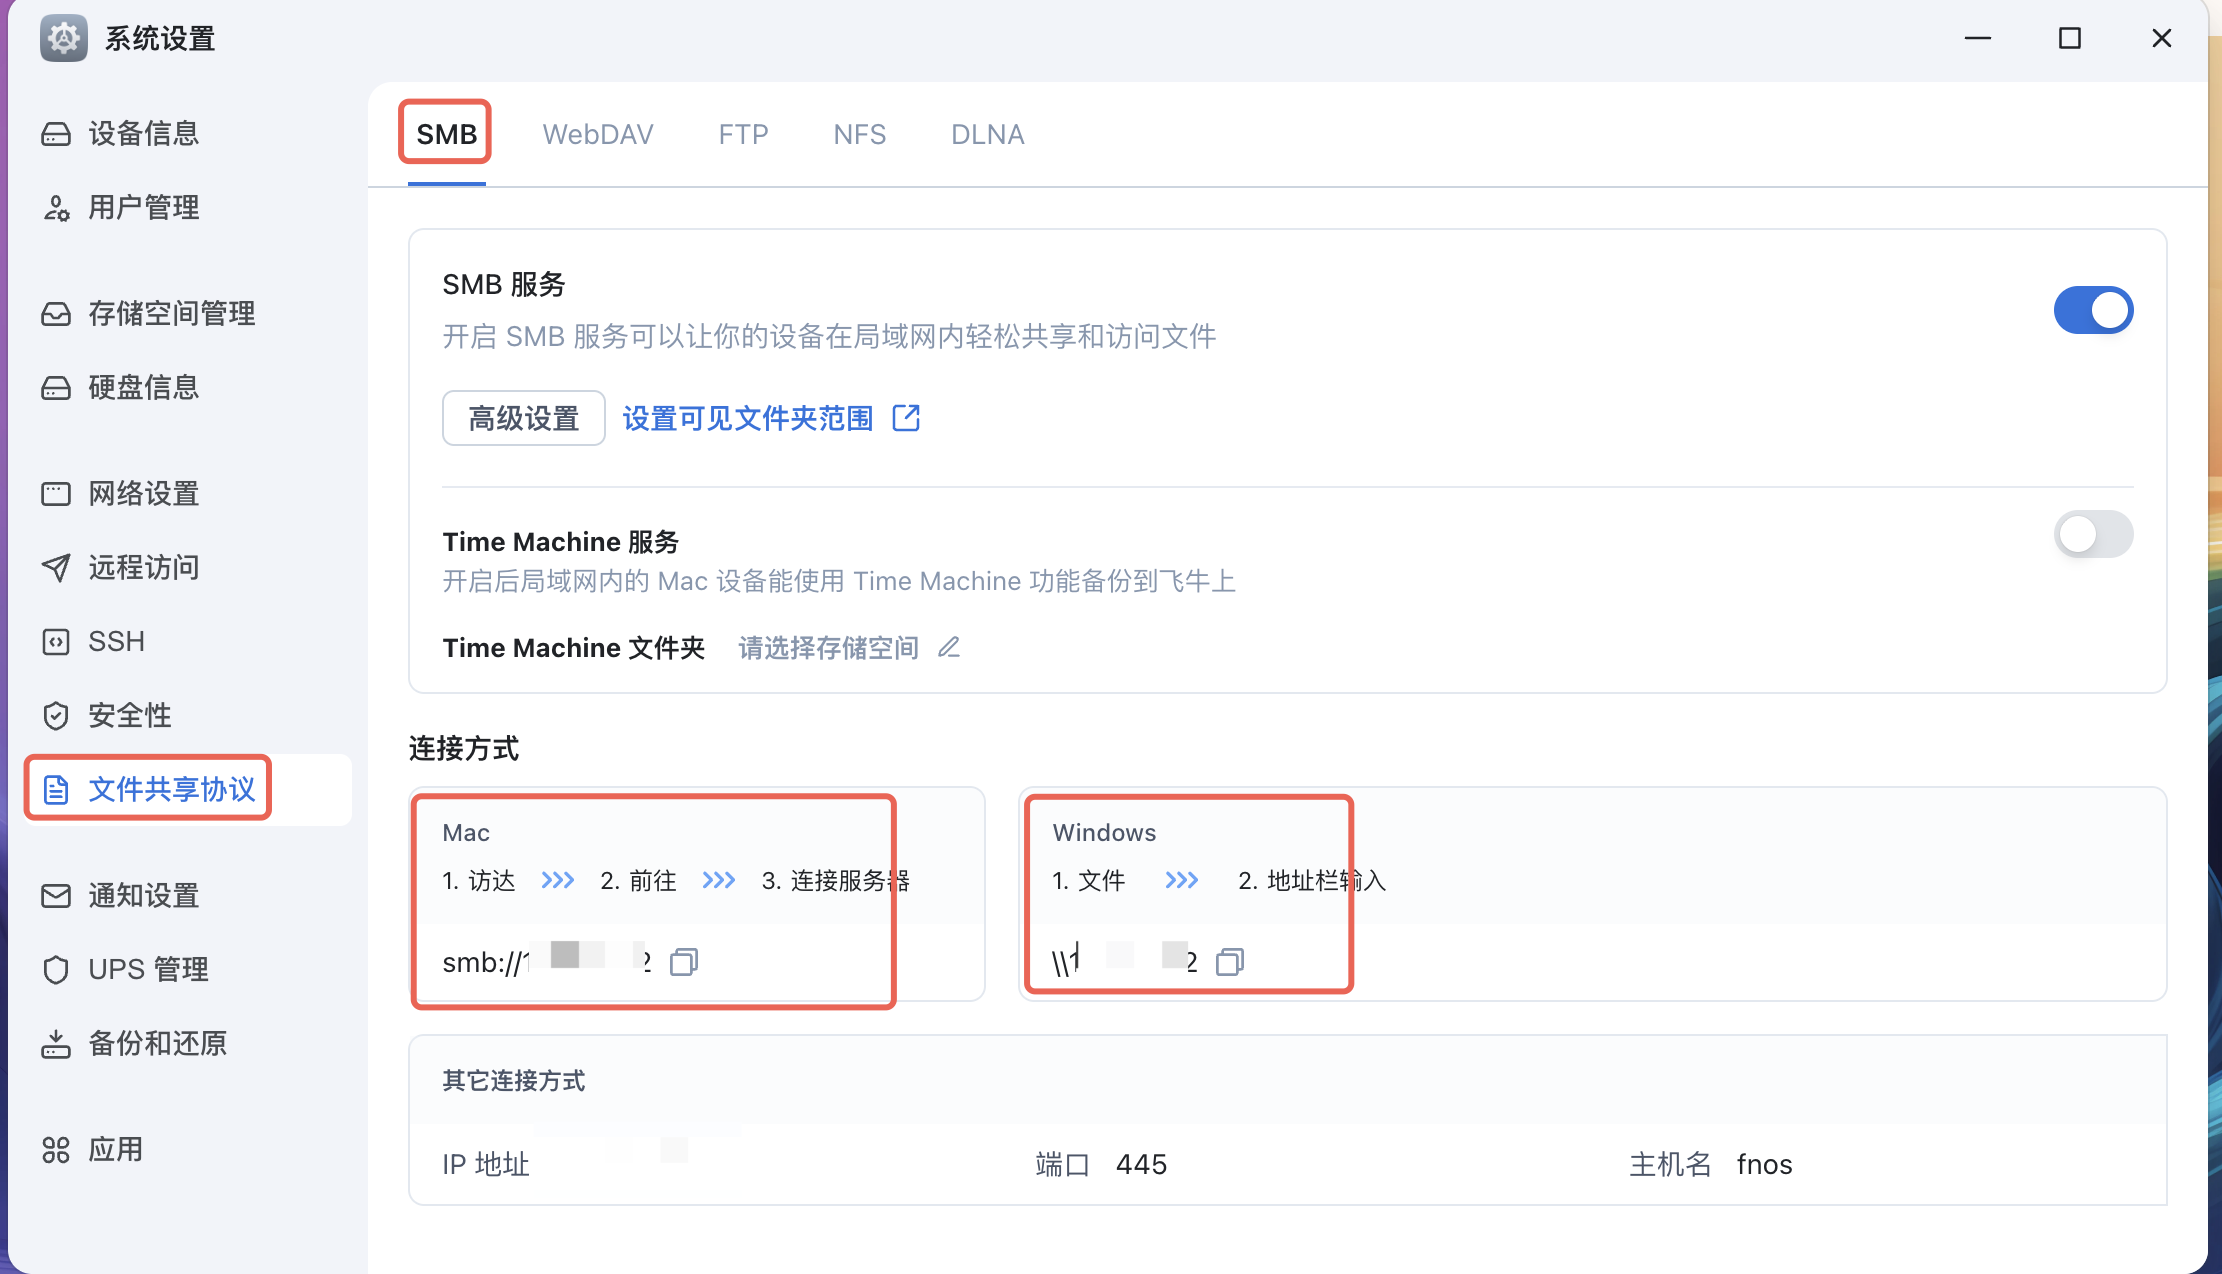 系统设置
设备信息
用户管理
存储空间管理
硬盘信息
网络设置
远程访问
SSH
安全性
文件共享协议
通知设置
UPS 管理
备份和还原
应用
SMB WebDAV FTP NFS DLNA
SMB 服务
开启 SMB 服务可以让你的设备在局域网内轻松共享和访问文件
高级设置 设置可见文件夹范围
Time Machine 服务
开启后局域网内的 Mac 设备能使用 Time Machine 功能备份到飞牛上
Time Machine 文件夹 请选择存储空间
连接方式
Mac
1. 访达 2. 前往 3. 连接服务器
smb://
Windows
1. 文件 2. 地址栏输入
\\
其它连接方式
IP 地址 端口 445 主机名 fnos